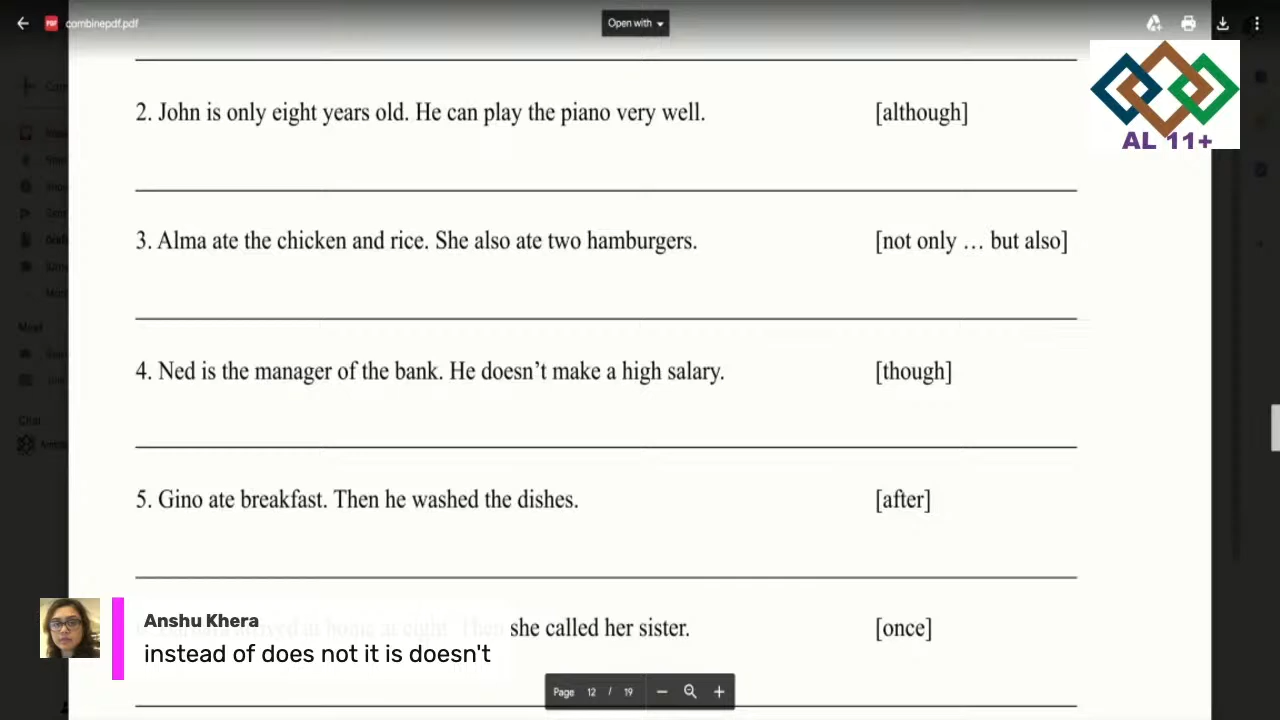 combinepdf.pdf
Open with
AL 11+
2. John is only eight years old. He can play the piano very well. [although]
3. Alma ate the chicken and rice. She also ate two hamburgers. [not only … but also]
4. Ned is the manager of the bank. He doesn’t make a high salary. [though]
5. Gino ate breakfast. Then he washed the dishes. [after]
she called her sister. [once]
Anshu Khera
instead of does not it is doesn't
Page 12 / 19